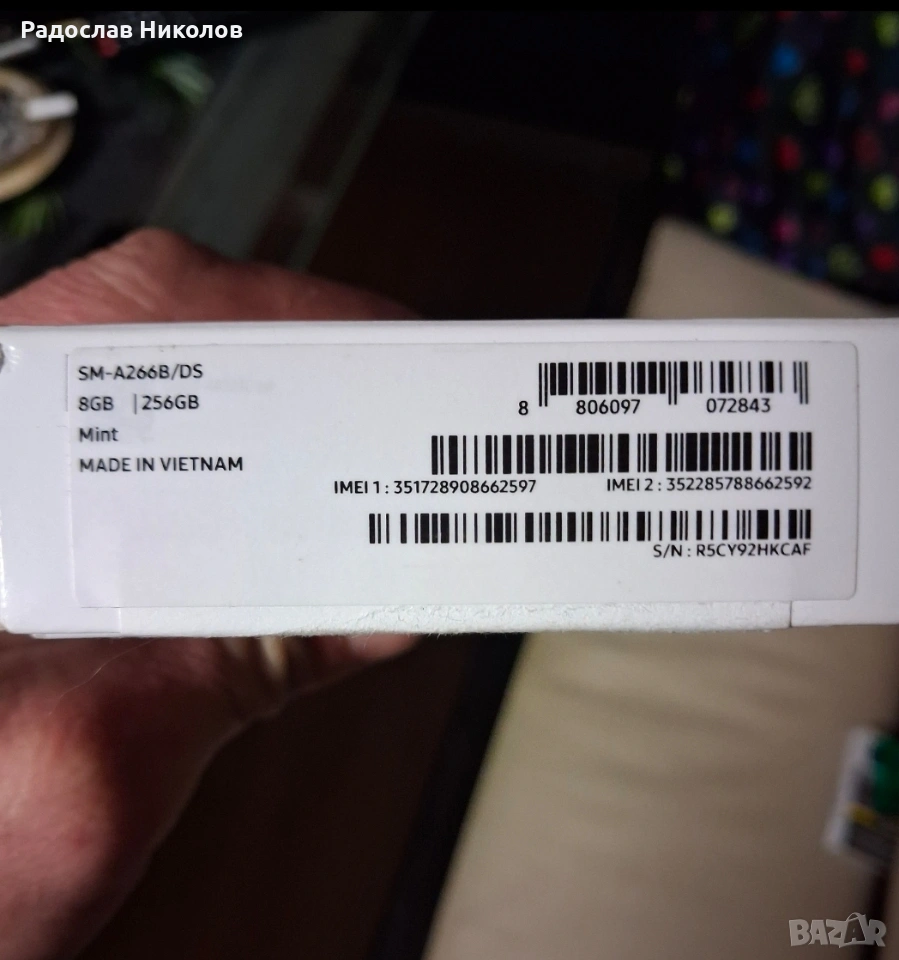 Радослав Николов
SM-A266B/DS
8GB | 256GB
Mint
MADE IN VIETNAM
8 806097 072843
IMEI 1 : 351728908662597
IMEI 2 : 352285788662592
S/N : R5CY92HKCAF
BAZAR